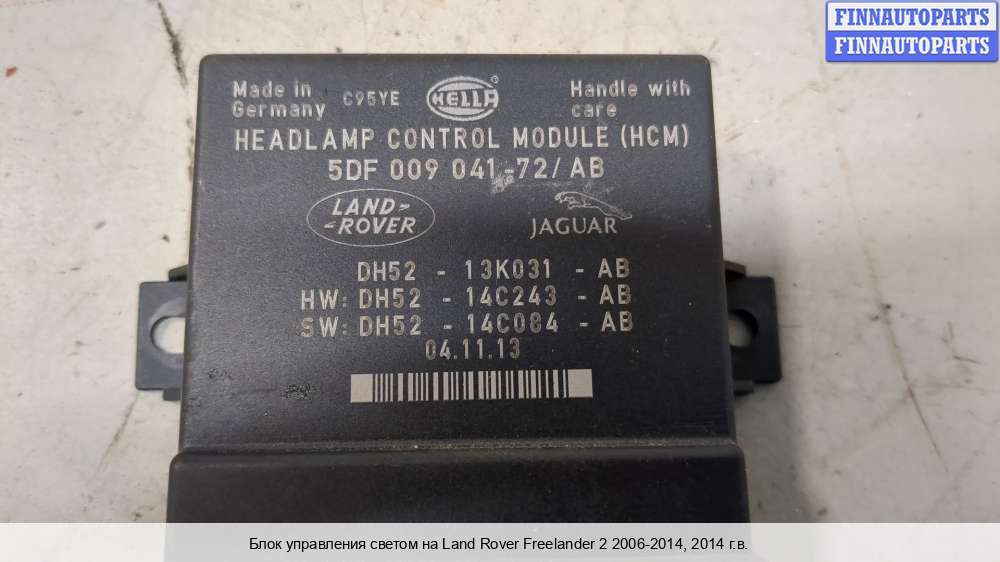 FINNAUTOPARTS
FINNAUTOPARTS
Made in Germany
C95YE
HELLA
®
Handle with care
HEADLAMP CONTROL MODULE (HCM)
5DF 009 041-72/AB
LAND-
-ROVER
JAGUAR
DH52 - 13K031 - AB
HW: DH52 - 14C243 - AB
SW: DH52 - 14C084 - AB
04.11.13
Блок управления светом на Land Rover Freelander 2 2006-2014, 2014 г.в.